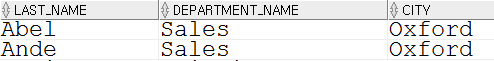 LAST_NAME DEPARTMENT_NAME CITY
Abel Sales Oxford
Ande Sales Oxford